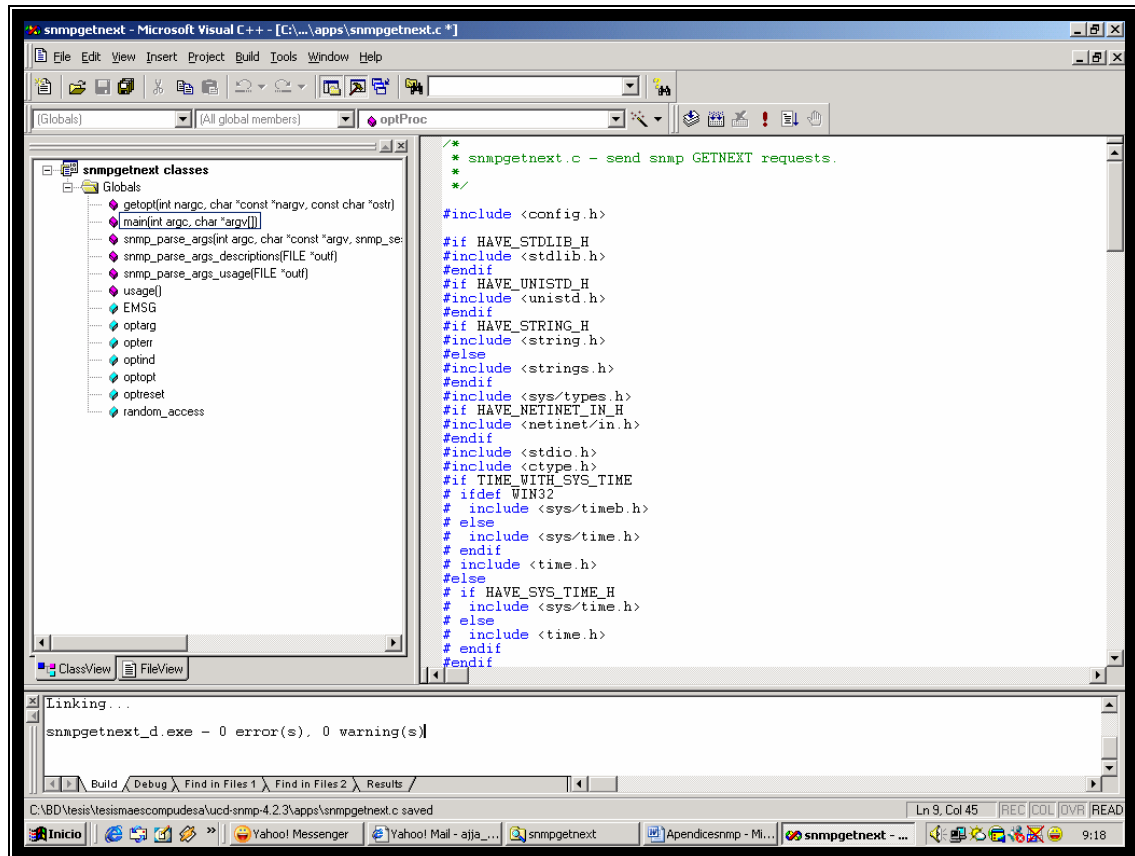 snmpgetnext - Microsoft Visual C++ - [C:\...\apps\snmpgetnext.c *]
File Edit View Insert Project Build Tools Window Help
(Globals) (All global members) optProc
snmpgetnext classes
Globals
getopt(int nargc, char *const *nargv, const char *ostr)
main(int argc, char *argv[])
snmp_parse_args(int argc, char *const *argv, snmp_se
snmp_parse_args_descriptions(FILE *outf)
snmp_parse_args_usage(FILE *outf)
usage()
EMSG
optarg
opterr
optind
optopt
optreset
random_access
ClassView FileView
/*
 * snmpgetnext.c - send snmp GETNEXT requests.
 *
 */
#include <config.h>
#if HAVE_STDLIB_H
#include <stdlib.h>
#endif
#if HAVE_UNISTD_H
#include <unistd.h>
#endif
#if HAVE_STRING_H
#include <string.h>
#else
#include <strings.h>
#endif
#include <sys/types.h>
#if HAVE_NETINET_IN_H
#include <netinet/in.h>
#endif
#include <stdio.h>
#include <ctype.h>
#if TIME_WITH_SYS_TIME
# ifdef WIN32
#  include <sys/timeb.h>
# else
#  include <sys/time.h>
# endif
# include <time.h>
#else
# if HAVE_SYS_TIME_H
#  include <sys/time.h>
# else
#  include <time.h>
# endif
#endif
Linking...
snmpgetnext_d.exe - 0 error(s), 0 warning(s)
Build Debug Find in Files 1 Find in Files 2 Results
C:\BD\tesis\tesismaescompudesa\ucd-snmp-4.2.3\apps\snmpgetnext.c saved Ln 9, Col 45 REC COL OVR READ
Inicio » Yahoo! Messenger Yahoo! Mail - ajja_... snmpgetnext Apendicesnmp - Mi... snmpgetnext - ... 9:18